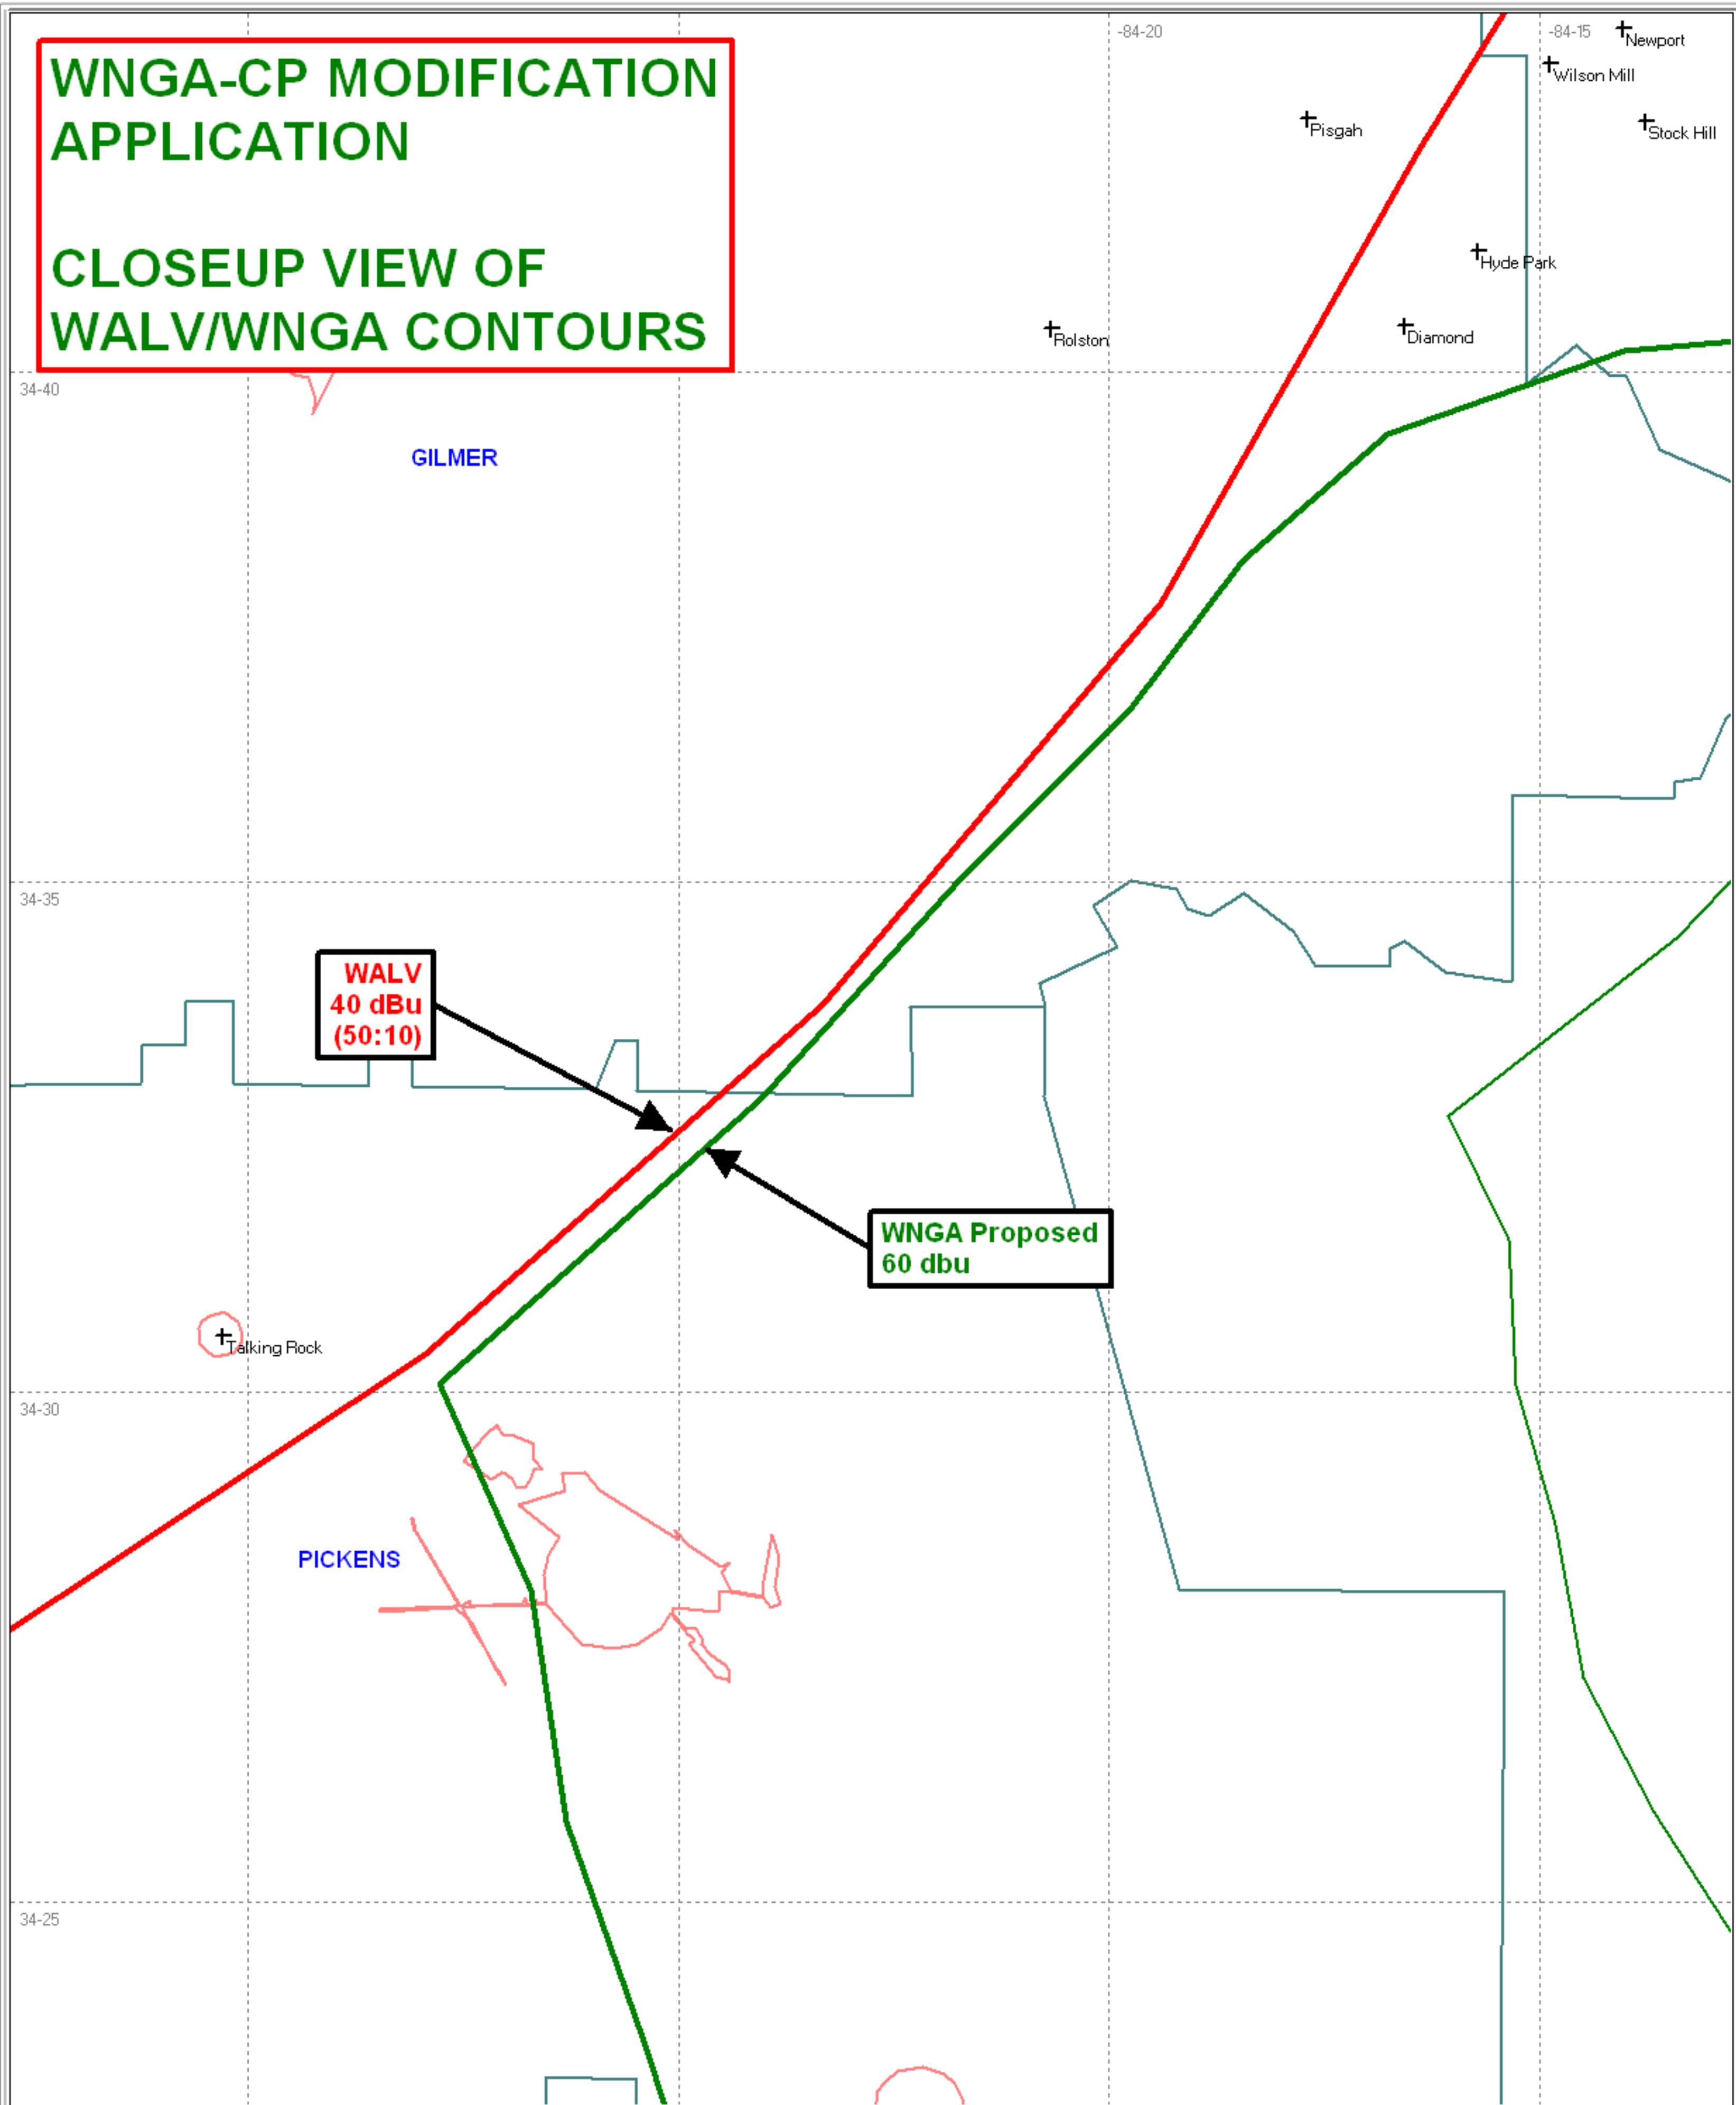 WNGA-CP MODIFICATION
APPLICATION
CLOSEUP VIEW OF
WALV/WNGA CONTOURS
-84-20
-84-15
Newport
Wilson Mill
Pisgah
Stock Hill
Hyde Park
Rolston
Diamond
34-40
GILMER
34-35
WALV
40 dBu
(50:10)
WNGA Proposed
60 dbu
Talking Rock
34-30
PICKENS
34-25